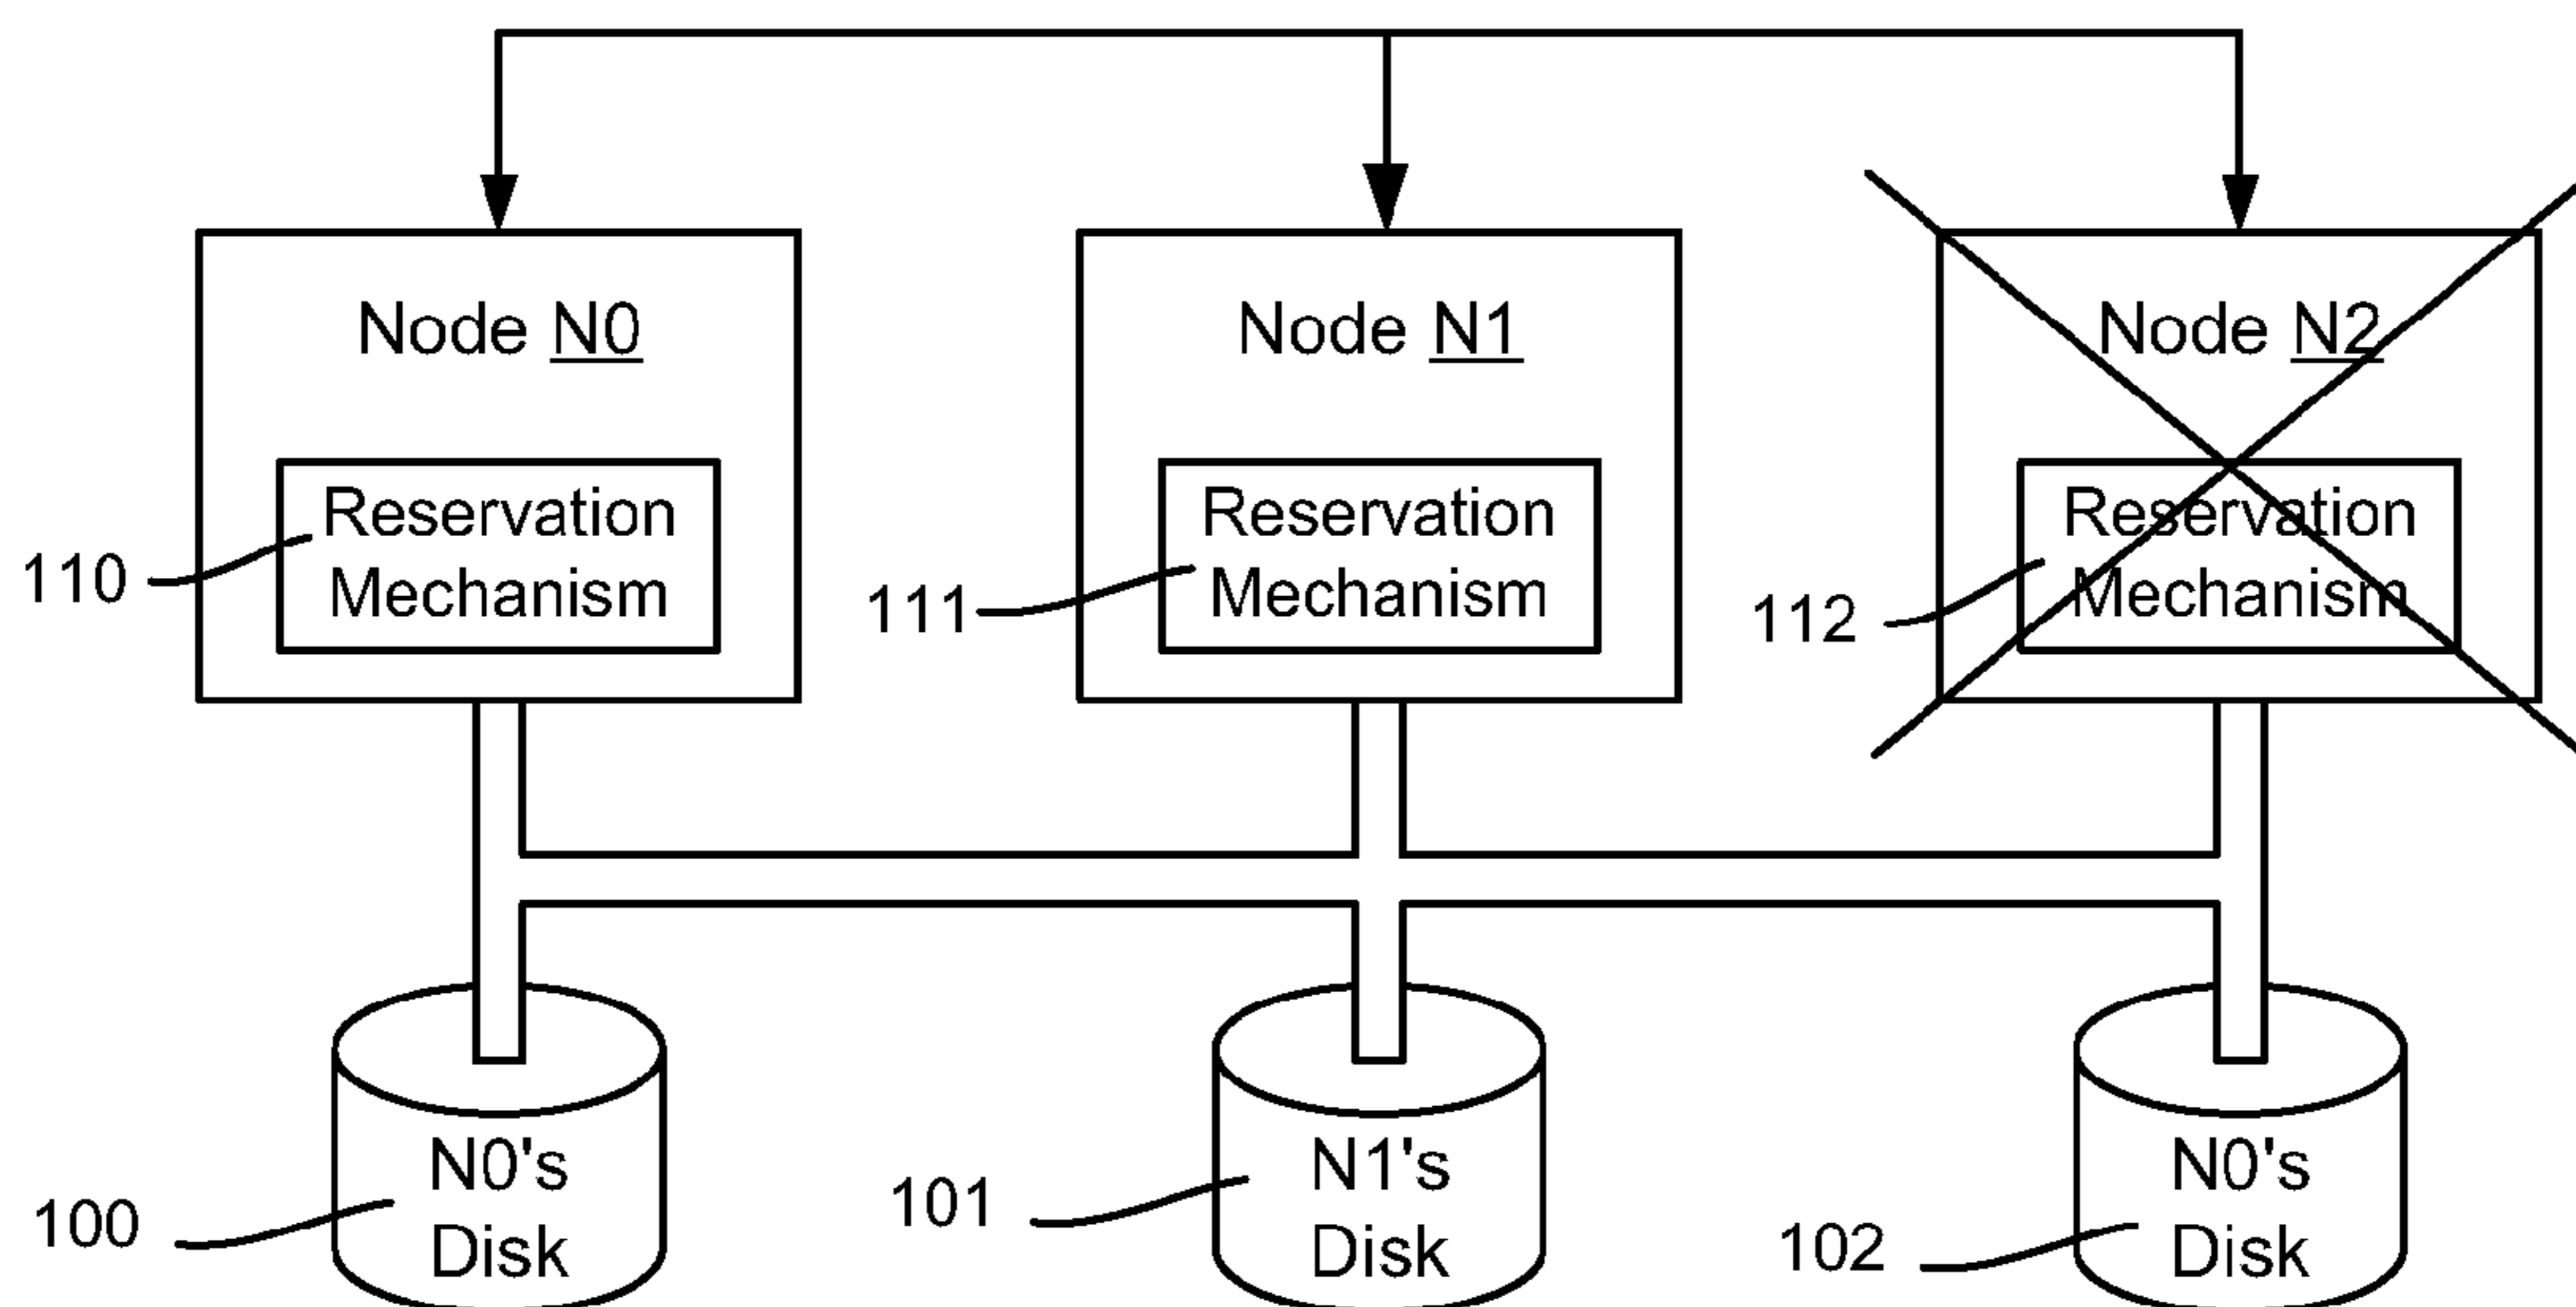 Node N0
Node N1
Node N2
Reservation
Mechanism
110
Reservation
Mechanism
111
Reservation
Mechanism
112
N0's
Disk
100
N1's
Disk
101
N0's
Disk
102